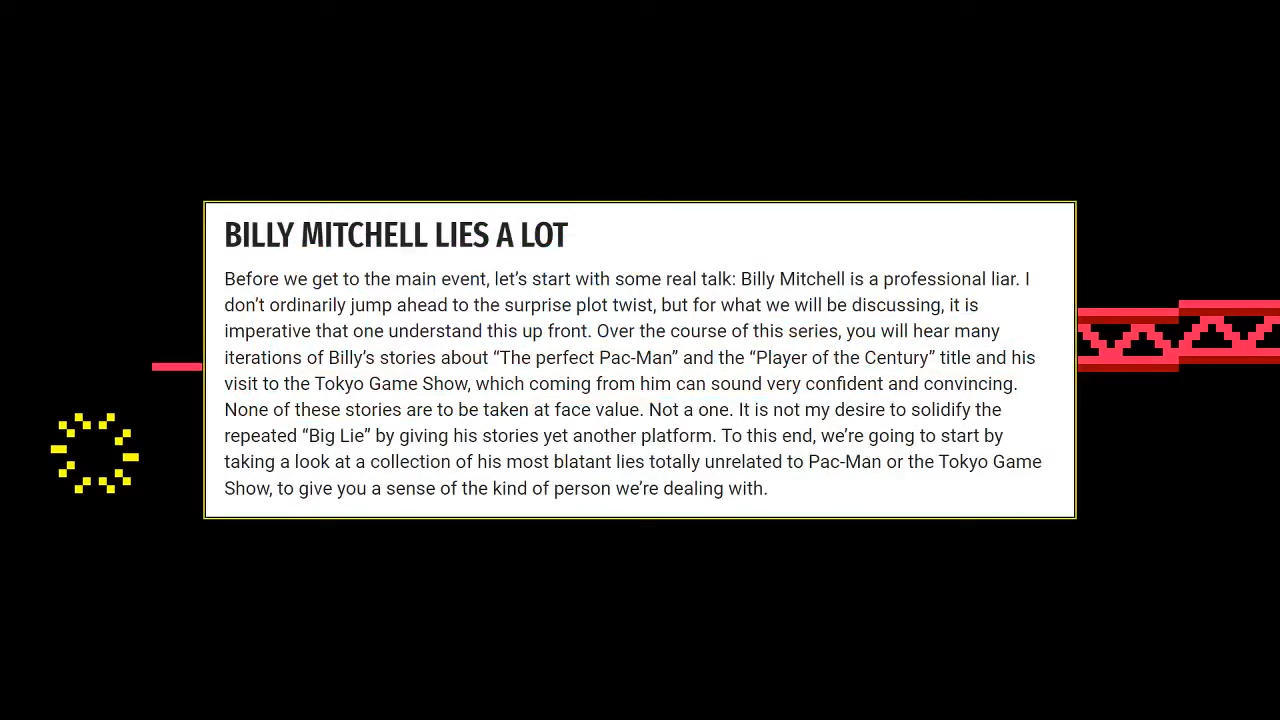 BILLY MITCHELL LIES A LOT
Before we get to the main event, let’s start with some real talk: Billy Mitchell is a professional liar. I
don’t ordinarily jump ahead to the surprise plot twist, but for what we will be discussing, it is
imperative that one understand this up front. Over the course of this series, you will hear many
iterations of Billy’s stories about “The perfect Pac-Man” and the “Player of the Century” title and his
visit to the Tokyo Game Show, which coming from him can sound very confident and convincing.
None of these stories are to be taken at face value. Not a one. It is not my desire to solidify the
repeated “Big Lie” by giving his stories yet another platform. To this end, we’re going to start by
taking a look at a collection of his most blatant lies totally unrelated to Pac-Man or the Tokyo Game
Show, to give you a sense of the kind of person we’re dealing with.